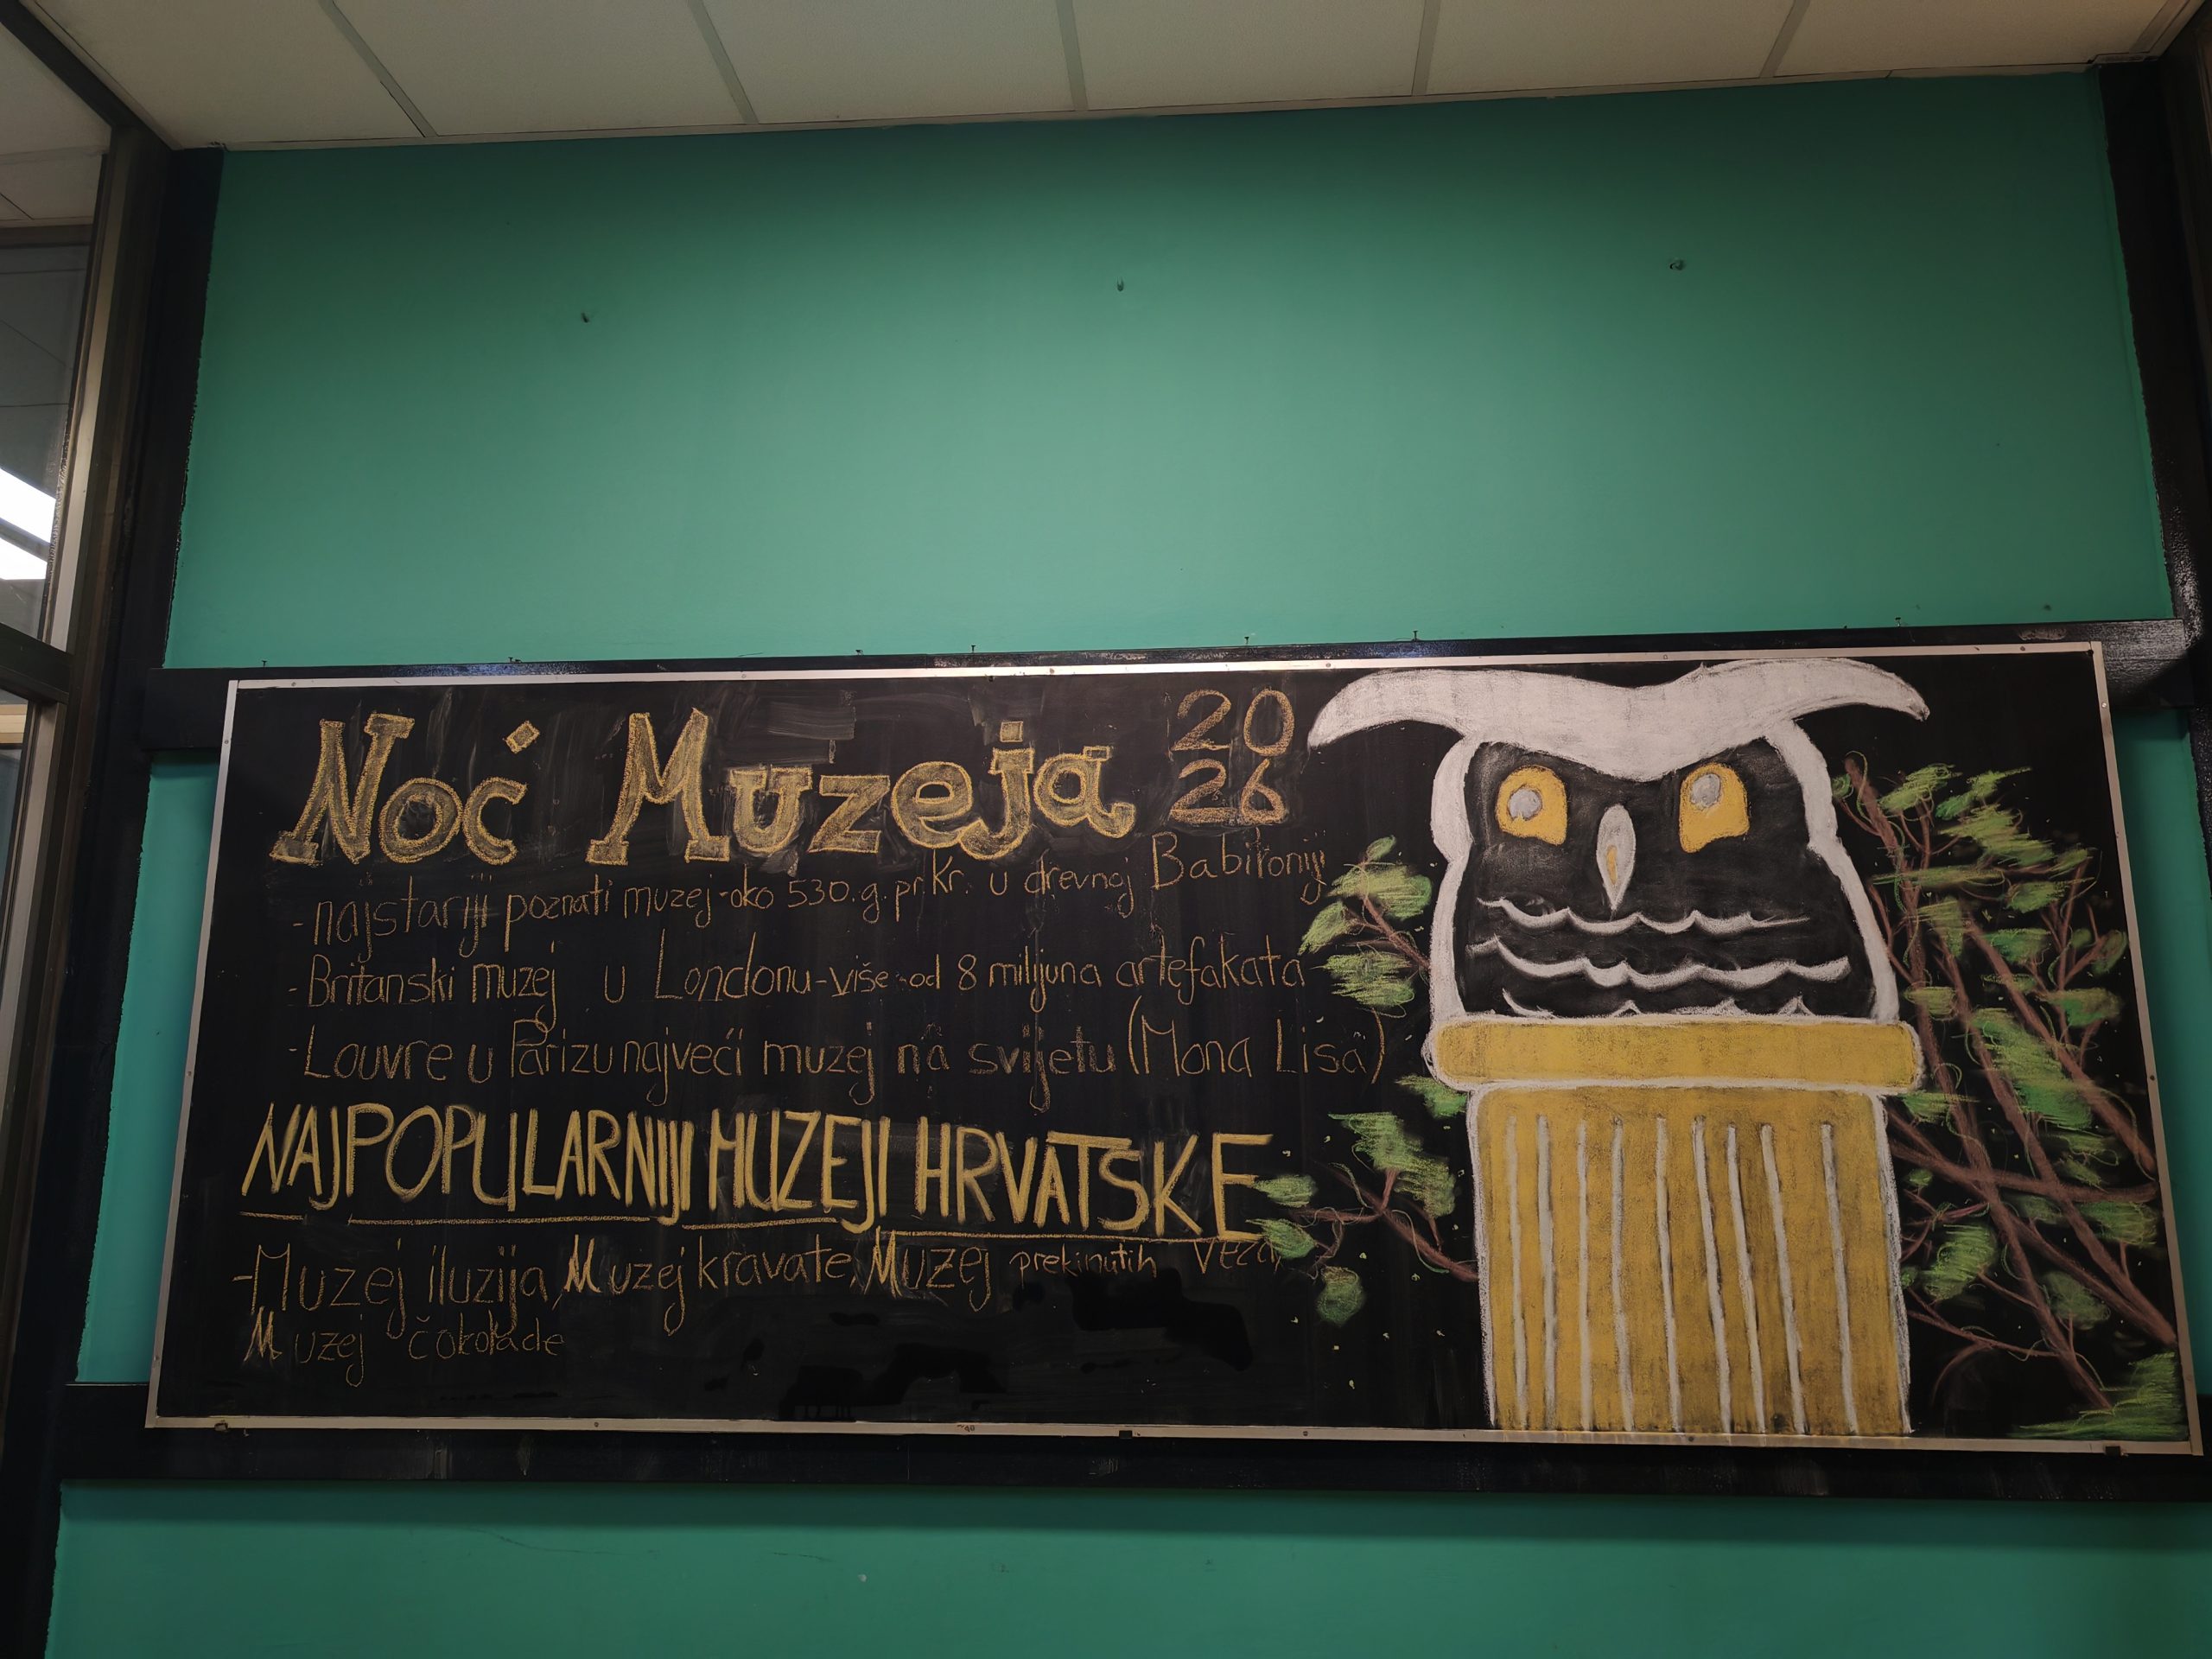 Noć Muzeja 20
26
- najstariji poznati muzej - oko 530. g. pr. Kr. u drevnoj Babiloniji
- Britanski muzej u Londonu - više od 8 milijuna artefakata
- Louvre u Parizu najveći muzej na svijetu (Mona Lisa)
NAJPOPULARNIJI MUZEJI HRVATSKE
- Muzej iluzija, Muzej kravate, Muzej prekinutih veza,
Muzej čokolade